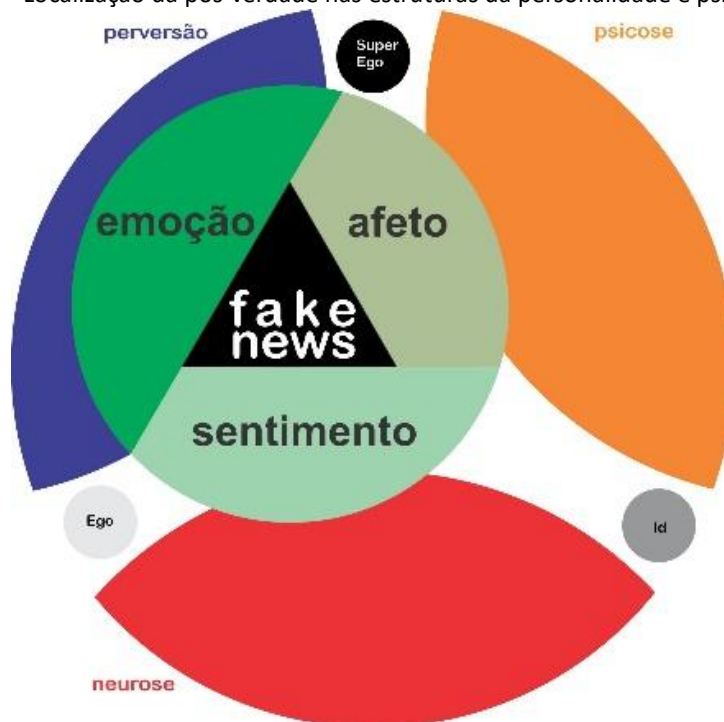 Localização da pós-verdade nas estruturas da personalidade e
perversão
Super
Ego
psicose
emoção
afeto
fake
news
sentimento
Ego
Id
neurose